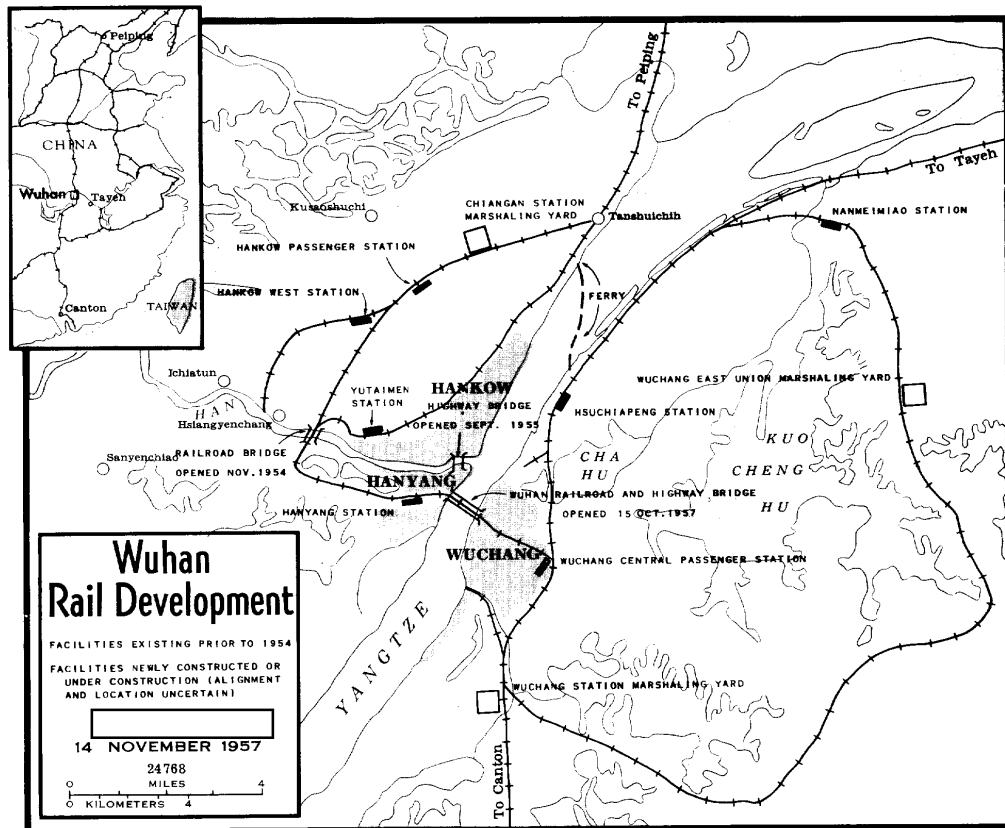 Peiping
CHINA
Wuhan
Tayeh
Canton
TAIWAN
To Peiping
To Tayeh
Kusaoshuchi
CHIANGAN STATION
MARSHALING YARD
Tanshuichih
NANMEIMIAO STATION
HANKOW PASSENGER STATION
HANKOW WEST STATION
FERRY
Ichiatun
HAN
YUTAIMEN
STATION
HANKOW
HIGHWAY BRIDGE
OPENED SEPT. 1955
WUCHANG EAST UNION MARSHALING YARD
HSUCHIAPENG STATION
Hsiangyenchang
Sanyenchiao
RAILROAD BRIDGE
OPENED NOV. 1954
CHA
HU
KUO
CHENG
HU
HANYANG
HANYANG STATION
WUHAN RAILROAD AND HIGHWAY BRIDGE
OPENED 15 OCT. 1957
WUCHANG
WUCHANG CENTRAL PASSENGER STATION
YANGTZE
WUCHANG STATION MARSHALING YARD
To Canton
Wuhan
Rail Development
FACILITIES EXISTING PRIOR TO 1954
FACILITIES NEWLY CONSTRUCTED OR
UNDER CONSTRUCTION (ALIGNMENT
AND LOCATION UNCERTAIN)
14 NOVEMBER 1957
24768
0 MILES 4
0 KILOMETERS 4